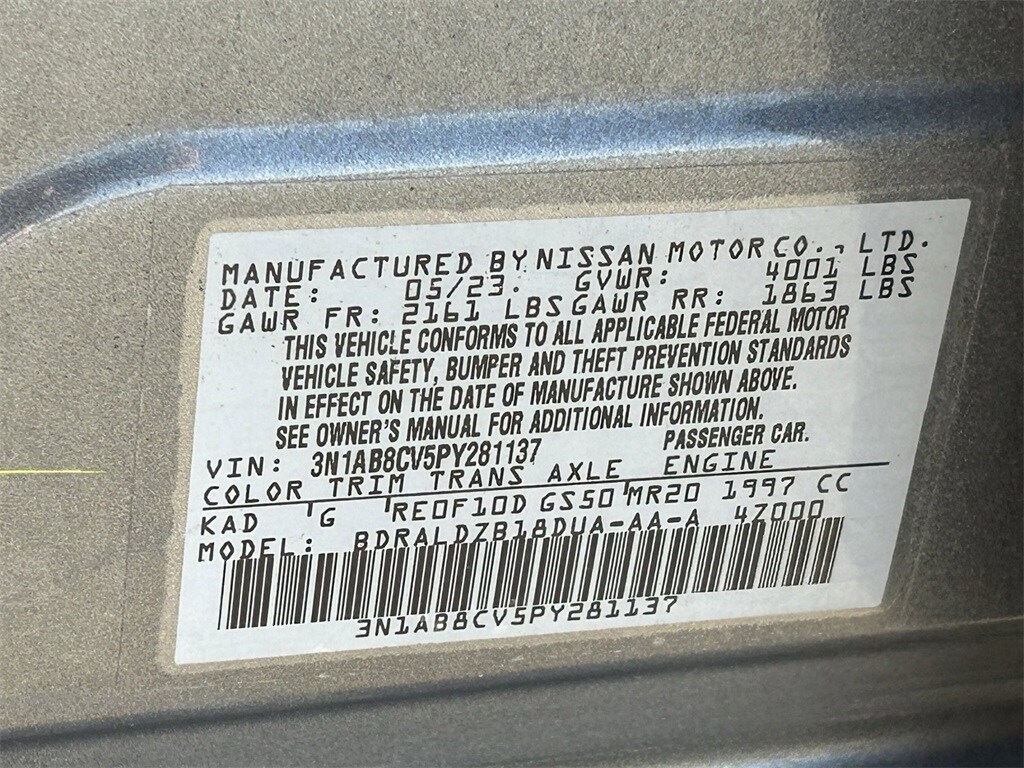 MANUFACTURED BY NISSAN MOTOR CO., LTD.
DATE: 05/23. GVWR: 4001 LBS
GAWR FR: 2161 LBS GAWR RR: 1863 LBS
THIS VEHICLE CONFORMS TO ALL APPLICABLE FEDERAL MOTOR
VEHICLE SAFETY, BUMPER AND THEFT PREVENTION STANDARDS
IN EFFECT ON THE DATE OF MANUFACTURE SHOWN ABOVE.
SEE OWNER'S MANUAL FOR ADDITIONAL INFORMATION.
VIN: 3N1AB8CV5PY281137 PASSENGER CAR.
COLOR TRIM TRANS AXLE ENGINE
KAD G RE0F10D GS50 MR20 1997 CC
MODEL: BDRALDZB18DUA-AA-A 47000
3N1AB8CV5PY281137